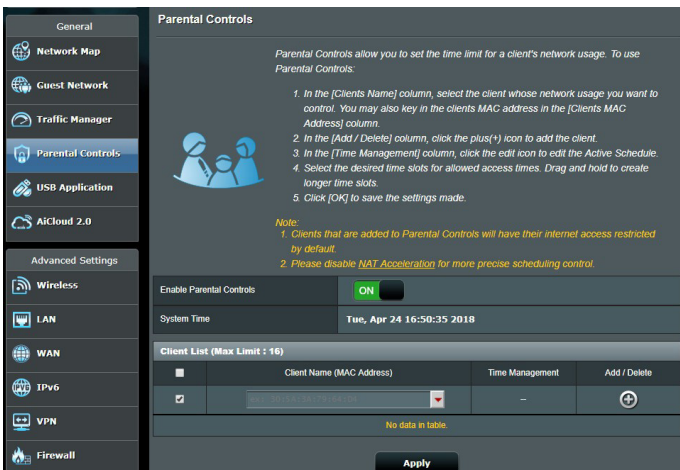 General
Network Map
Guest Network
Traffic Manager
Parental Controls
USB Application
AiCloud 2.0
Advanced Settings
Wireless
LAN
WAN
IPv6
VPN
Firewall
Parental Controls
Parental Controls allow you to set the time limit for a client's network usage. To use
Parental Controls:
1. In the [Clients Name] column, select the client whose network usage you want to
control. You may also key in the clients MAC address in the [Clients MAC
Address] column.
2. In the [Add / Delete] column, click the plus(+) icon to add the client.
3. In the [Time Management] column, click the edit icon to edit the Active Schedule.
4. Select the desired time slots for allowed access times. Drag and hold to create
longer time slots.
5. Click [OK] to save the settings made.
Note:
1. Clients that are added to Parental Controls will have their internet access restricted
by default.
2. Please disable NAT Acceleration for more precise scheduling control.
Enable Parental Controls ON
System Time Tue, Apr 24 16:50:35 2018
Client List (Max Limit : 16)
Client Name (MAC Address) Time Management Add / Delete
--
No data in table.
Apply